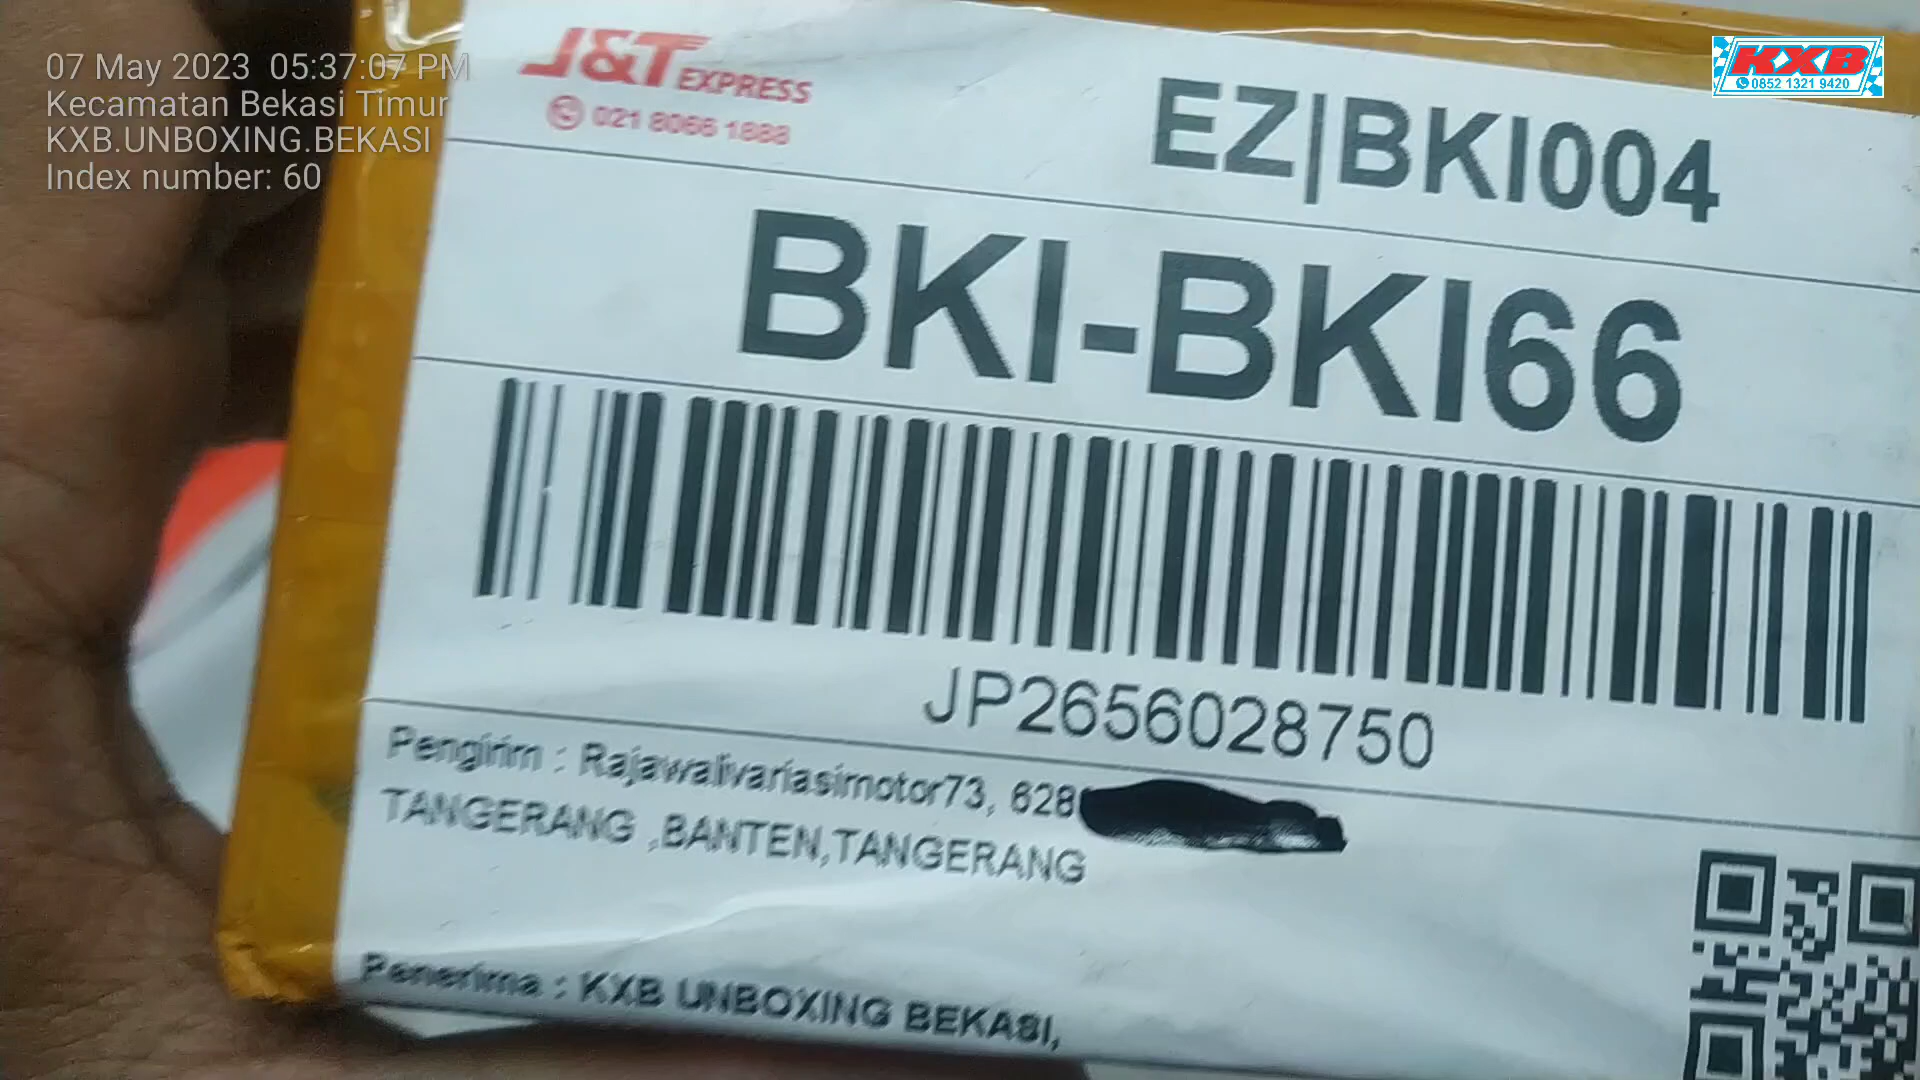 07 May 2023 05:37:07 PM
Kecamatan Bekasi Timur
KXB.UNBOXING.BEKASI
Index number: 60
KXB
0852 1321 9420
J&T EXPRESS
021 8066 1888
EZ|BKI004
BKI-BKI66
JP2656028750
Pengirim : Rajawalivariasimotor73, 628
TANGERANG ,BANTEN,TANGERANG
Penerima : KXB UNBOXING BEKASI,